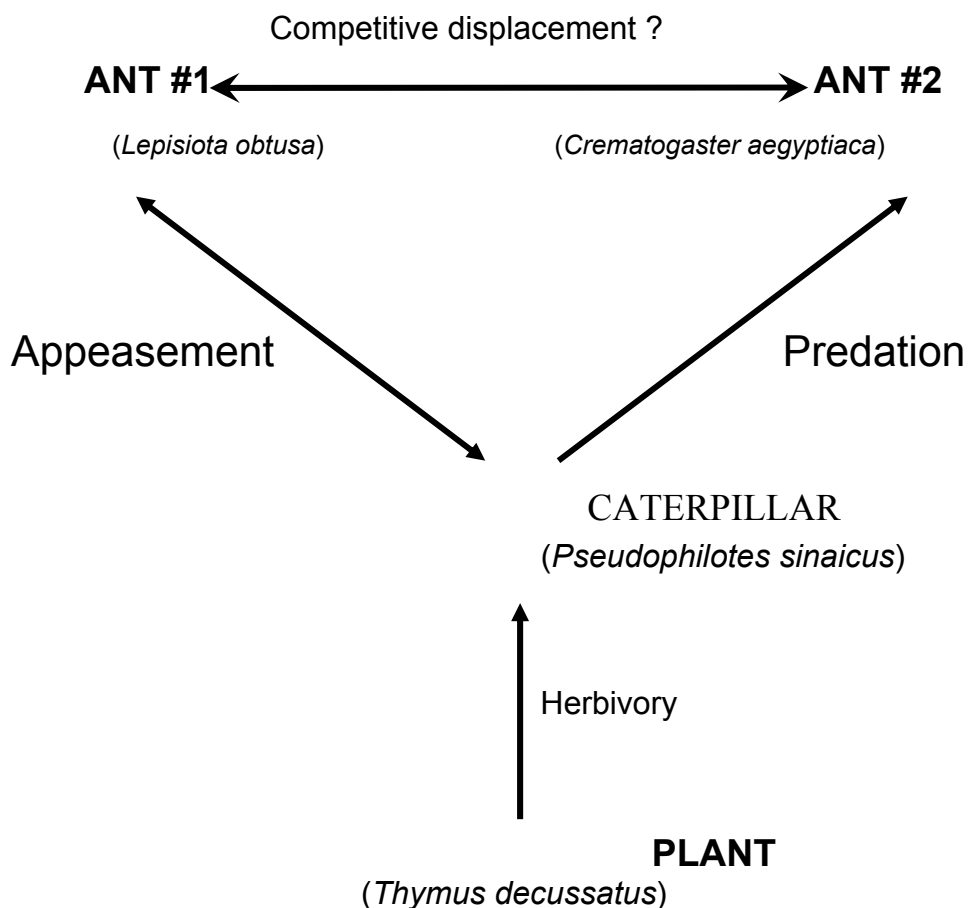 Competitive displacement ?
ANT #1 ANT #2
(Lepisiota obtusa) (Crematogaster aegyptiaca)
Appeasement Predation
CATERPILLAR
(Pseudophilotes sinaicus)
Herbivory
PLANT
(Thymus decussatus)